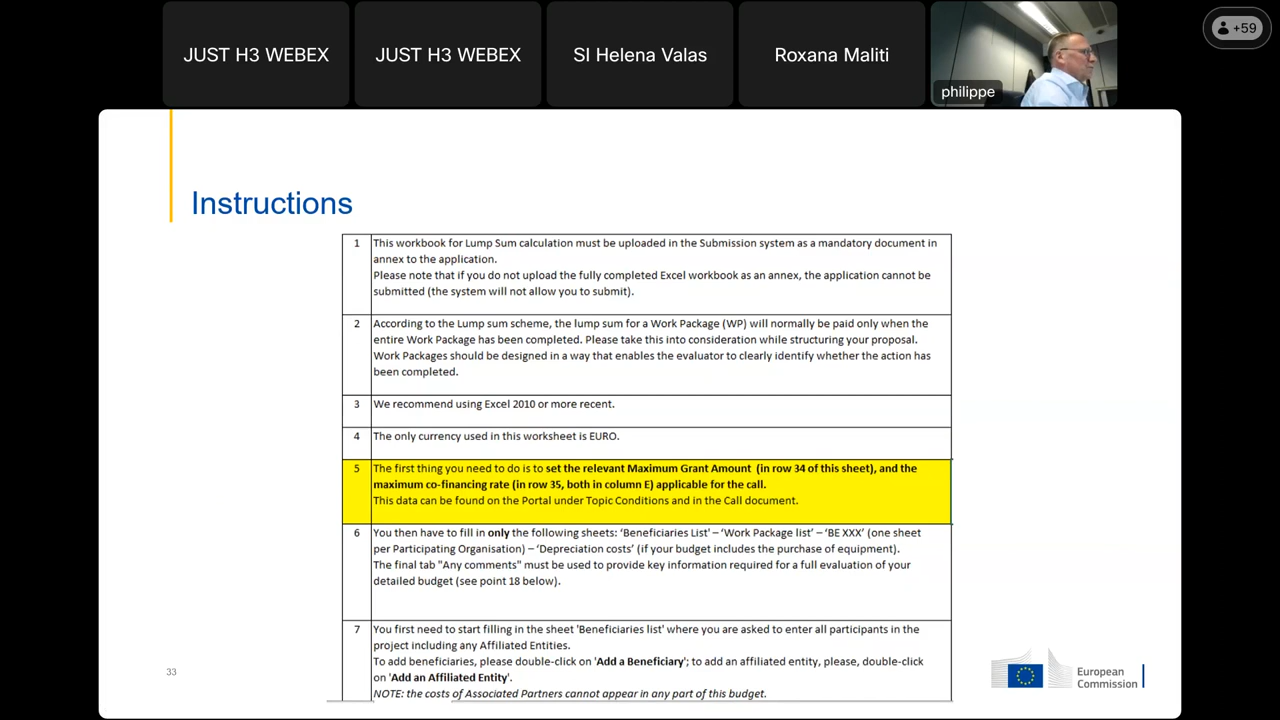 JUST H3 WEBEX
JUST H3 WEBEX
SI Helena Valas
Roxana Maliti
philippe
+59
Instructions
1 This workbook for Lump Sum calculation must be uploaded in the Submission system as a mandatory document in
annex to the application.
Please note that if you do not upload the fully completed Excel workbook as an annex, the application cannot be
submitted (the system will not allow you to submit).
2 According to the Lump sum scheme, the lump sum for a Work Package (WP) will normally be paid only when the
entire Work Package has been completed. Please take this into consideration while structuring your proposal.
Work Packages should be designed in a way that enables the evaluator to clearly identify whether the action has
been completed.
3 We recommend using Excel 2010 or more recent.
4 The only currency used in this worksheet is EURO.
5 The first thing you need to do is to set the relevant Maximum Grant Amount (in row 34 of this sheet), and the
maximum co-financing rate (in row 35, both in column E) applicable for the call.
This data can be found on the Portal under Topic Conditions and in the Call document.
6 You then have to fill in only the following sheets: 'Beneficiaries List' – 'Work Package list' – 'BE XXX' (one sheet
per Participating Organisation) – 'Depreciation costs' (if your budget includes the purchase of equipment).
The final tab "Any comments" must be used to provide key information required for a full evaluation of your
detailed budget (see point 18 below).
7 You first need to start filling in the sheet 'Beneficiaries list' where you are asked to enter all participants in the
project including any Affiliated Entities.
To add beneficiaries, please double-click on 'Add a Beneficiary'; to add an affiliated entity, please, double-click
on 'Add an Affiliated Entity'.
NOTE: the costs of Associated Partners cannot appear in any part of this budget.
33
European
Commission